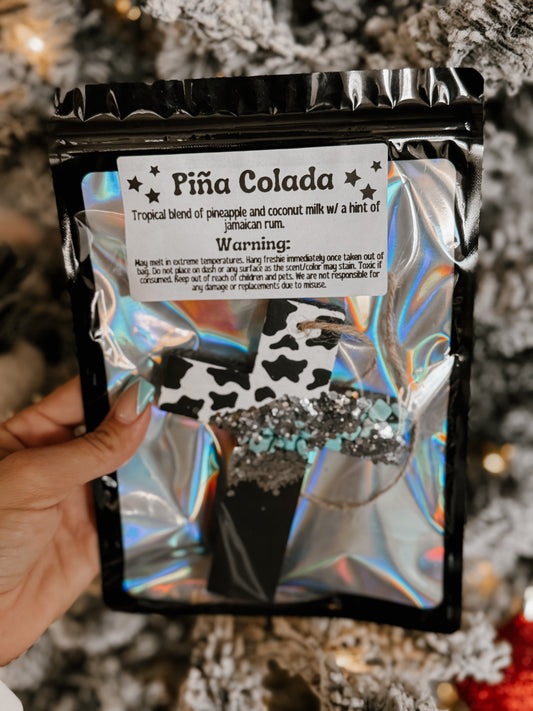 Piña Colada
Tropical blend of pineapple and coconut milk w/ a hint of
jamaican rum.
Warning:
May melt in extreme temperatures. Hang freshie immediately once taken out of
bag. Do not place on dash or any surface as the scent/color may stain. Toxic if
consumed. Keep out of reach of children and pets. We are not responsible for
any damage or replacements due to misuse.